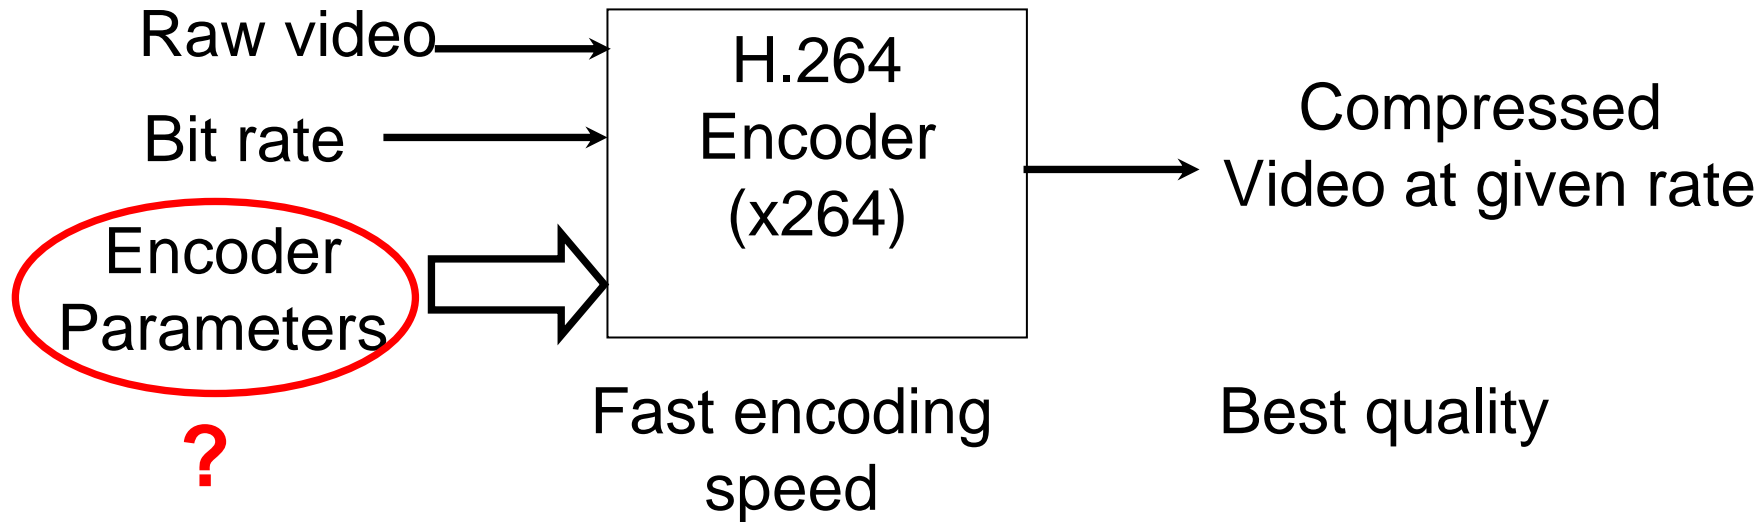 Raw video
Bit rate
Encoder
Parameters
?
H.264
Encoder
(x264)
Fast encoding
speed
Compressed
Video at given rate
Best quality